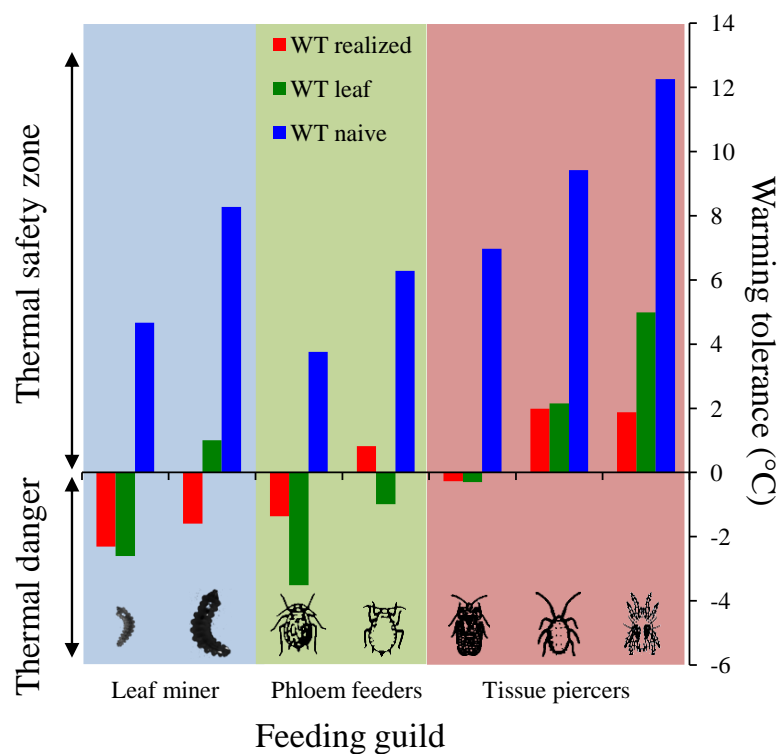 WT realized
WT leaf
WT naive
Thermal safety zone
Thermal danger
14
12
10
8
6
4
2
0
-2
-4
-6
Warming tolerance (°C)
Leaf miner
Phloem feeders
Tissue piercers
Feeding guild